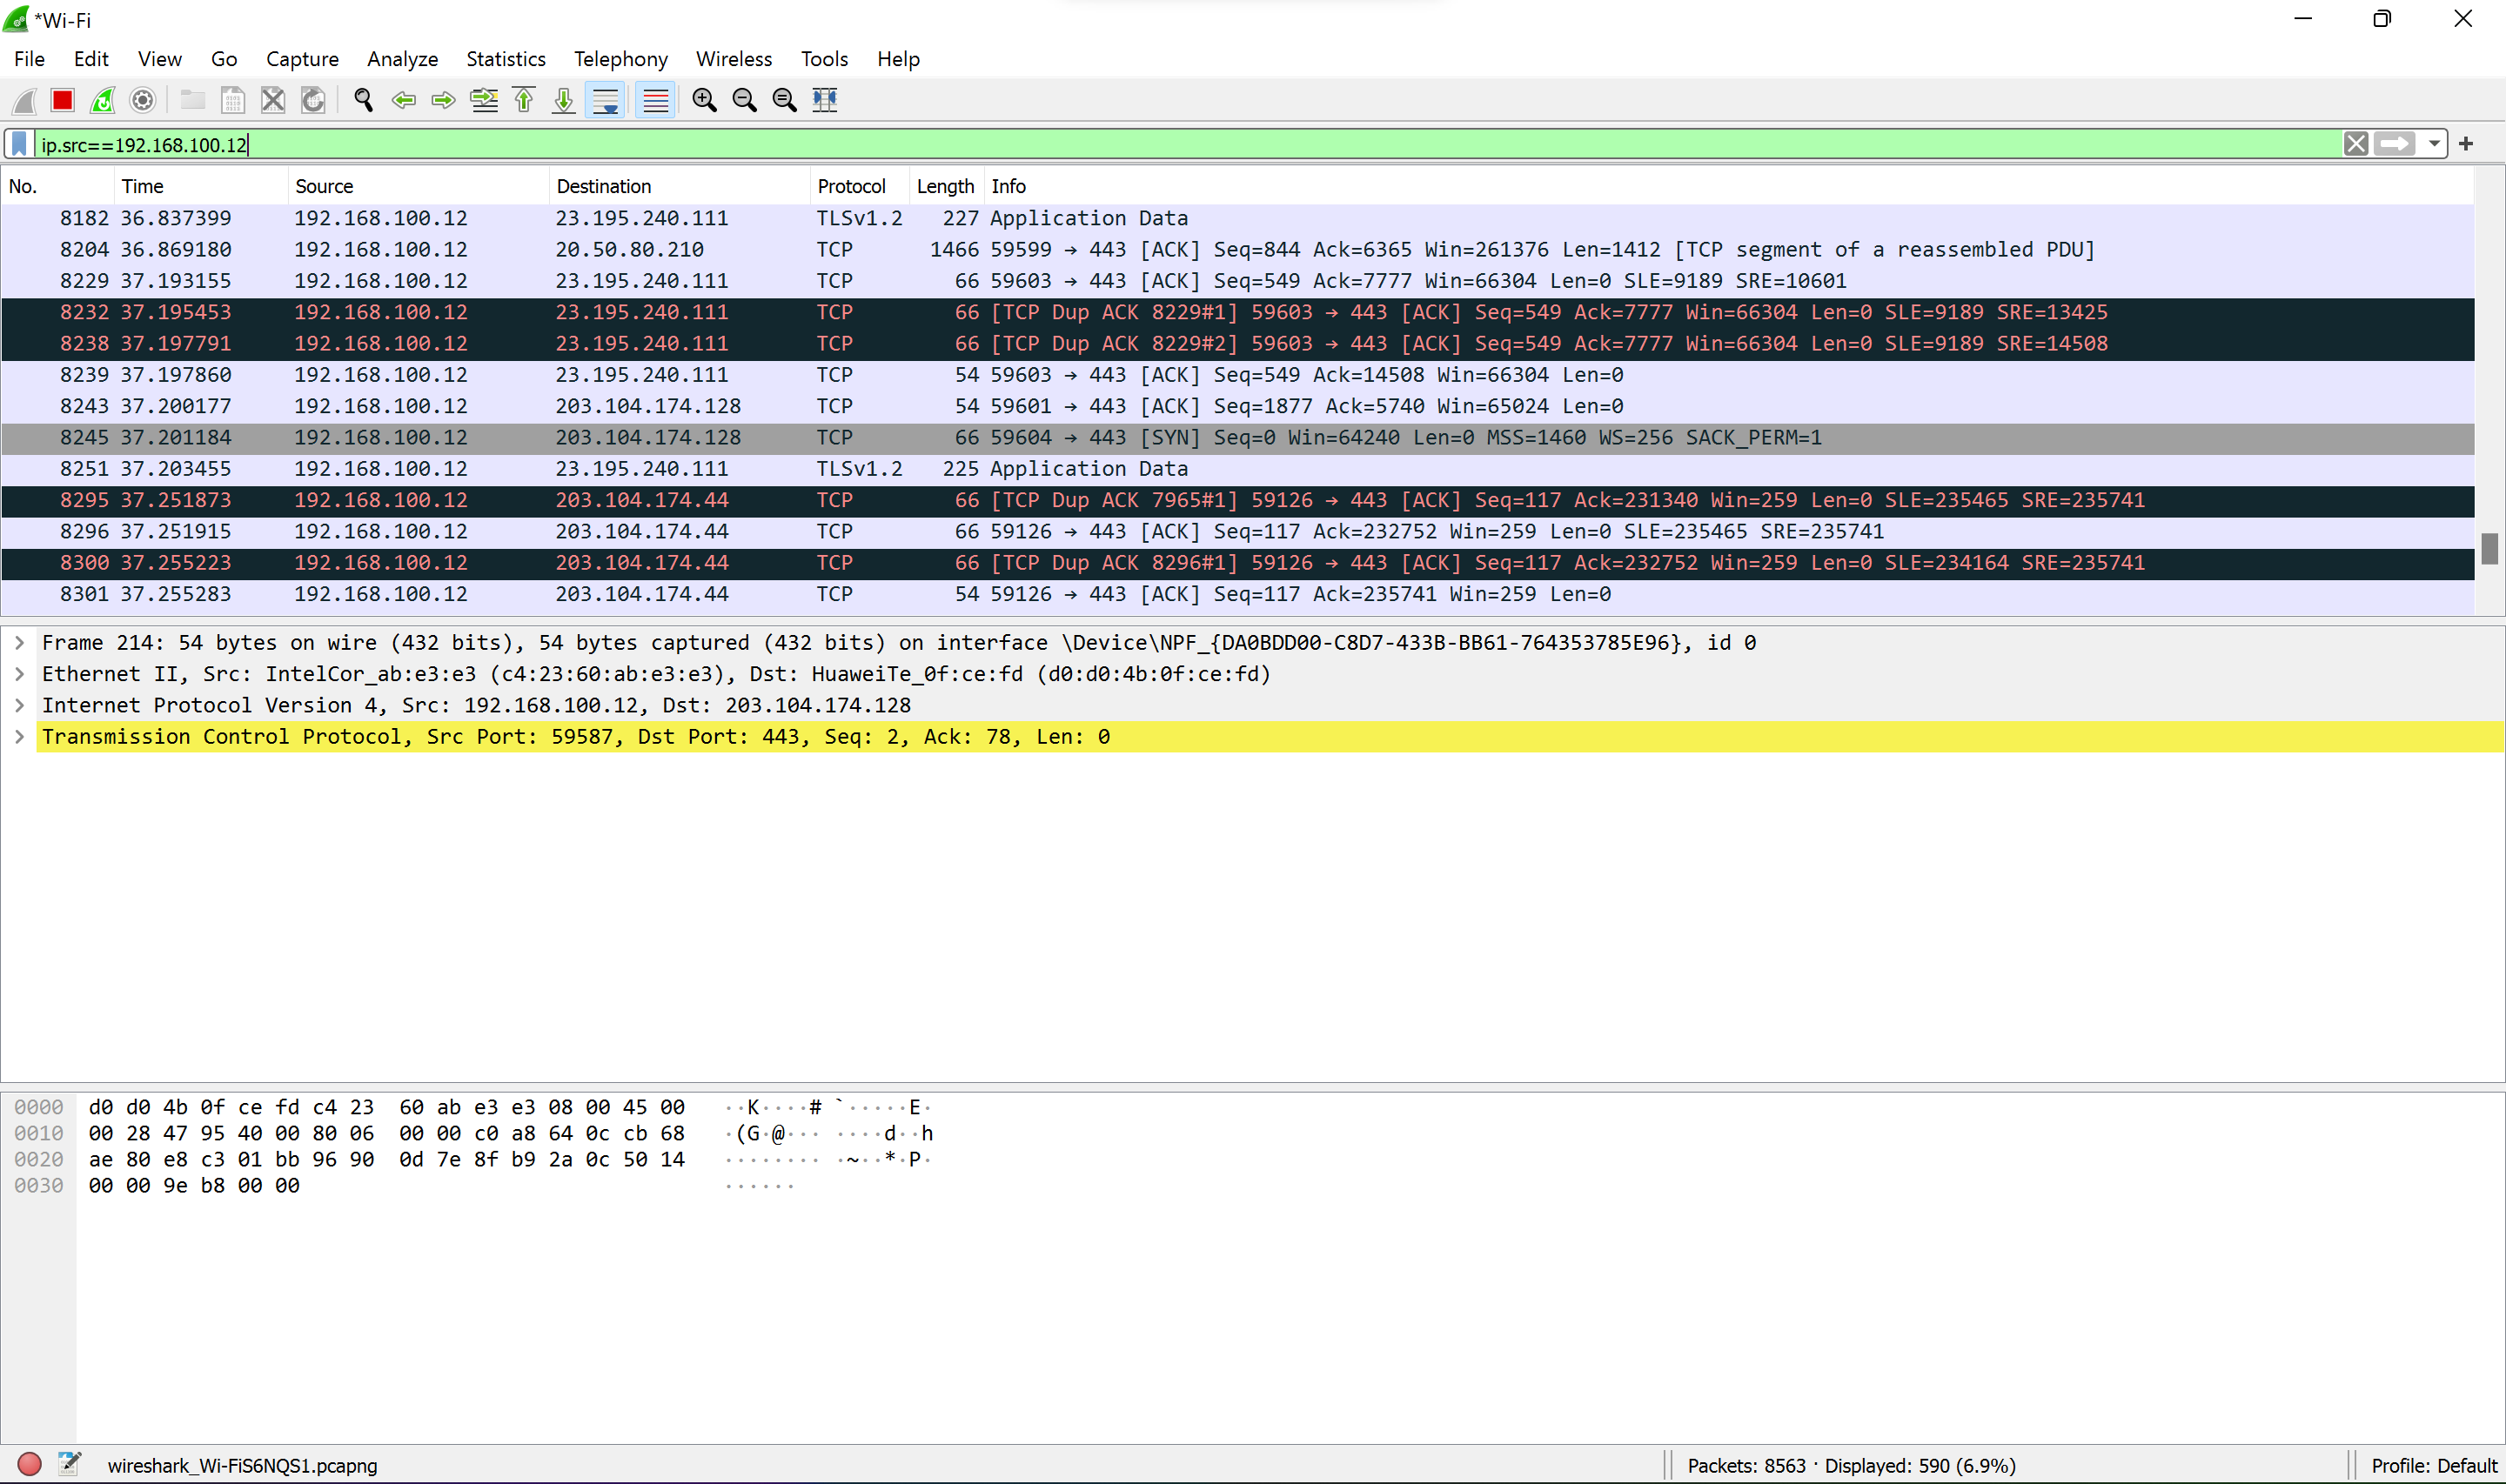 *Wi-Fi
File Edit View Go Capture Analyze Statistics Telephony Wireless Tools Help
ip.src==192.168.100.12
No. Time Source Destination Protocol Length Info
8182 36.837399 192.168.100.12 23.195.240.111 TLSv1.2 227 Application Data
8204 36.869180 192.168.100.12 20.50.80.210 TCP 1466 59599 → 443 [ACK] Seq=844 Ack=6365 Win=261376 Len=1412 [TCP segment of a reassembled PDU]
8229 37.193155 192.168.100.12 23.195.240.111 TCP 66 59603 → 443 [ACK] Seq=549 Ack=7777 Win=66304 Len=0 SLE=9189 SRE=10601
8232 37.195453 192.168.100.12 23.195.240.111 TCP 66 [TCP Dup ACK 8229#1] 59603 → 443 [ACK] Seq=549 Ack=7777 Win=66304 Len=0 SLE=9189 SRE=13425
8238 37.197791 192.168.100.12 23.195.240.111 TCP 66 [TCP Dup ACK 8229#2] 59603 → 443 [ACK] Seq=549 Ack=7777 Win=66304 Len=0 SLE=9189 SRE=14508
8239 37.197860 192.168.100.12 23.195.240.111 TCP 54 59603 → 443 [ACK] Seq=549 Ack=14508 Win=66304 Len=0
8243 37.200177 192.168.100.12 203.104.174.128 TCP 54 59601 → 443 [ACK] Seq=1877 Ack=5740 Win=65024 Len=0
8245 37.201184 192.168.100.12 203.104.174.128 TCP 66 59604 → 443 [SYN] Seq=0 Win=64240 Len=0 MSS=1460 WS=256 SACK_PERM=1
8251 37.203455 192.168.100.12 23.195.240.111 TLSv1.2 225 Application Data
8295 37.251873 192.168.100.12 203.104.174.44 TCP 66 [TCP Dup ACK 7965#1] 59126 → 443 [ACK] Seq=117 Ack=231340 Win=259 Len=0 SLE=235465 SRE=235741
8296 37.251915 192.168.100.12 203.104.174.44 TCP 66 59126 → 443 [ACK] Seq=117 Ack=232752 Win=259 Len=0 SLE=235465 SRE=235741
8300 37.255223 192.168.100.12 203.104.174.44 TCP 66 [TCP Dup ACK 8296#1] 59126 → 443 [ACK] Seq=117 Ack=232752 Win=259 Len=0 SLE=234164 SRE=235741
8301 37.255283 192.168.100.12 203.104.174.44 TCP 54 59126 → 443 [ACK] Seq=117 Ack=235741 Win=259 Len=0
Frame 214: 54 bytes on wire (432 bits), 54 bytes captured (432 bits) on interface \Device\NPF_{DA0BDD00-C8D7-433B-BB61-764353785E96}, id 0
Ethernet II, Src: IntelCor_ab:e3:e3 (c4:23:60:ab:e3:e3), Dst: HuaweiTe_0f:ce:fd (d0:d0:4b:0f:ce:fd)
Internet Protocol Version 4, Src: 192.168.100.12, Dst: 203.104.174.128
Transmission Control Protocol, Src Port: 59587, Dst Port: 443, Seq: 2, Ack: 78, Len: 0
0000 d0 d0 4b 0f ce fd c4 23 60 ab e3 e3 08 00 45 00 ··K····# `·····E·
0010 00 28 47 95 40 00 80 06 00 00 c0 a8 64 0c cb 68 ·(G·@··· ····d··h
0020 ae 80 e8 c3 01 bb 96 90 0d 7e 8f b9 2a 0c 50 14 ········ ·~··*·P·
0030 00 00 9e b8 00 00 ······
wireshark_Wi-FiS6NQS1.pcapng Packets: 8563 · Displayed: 590 (6.9%) Profile: Default